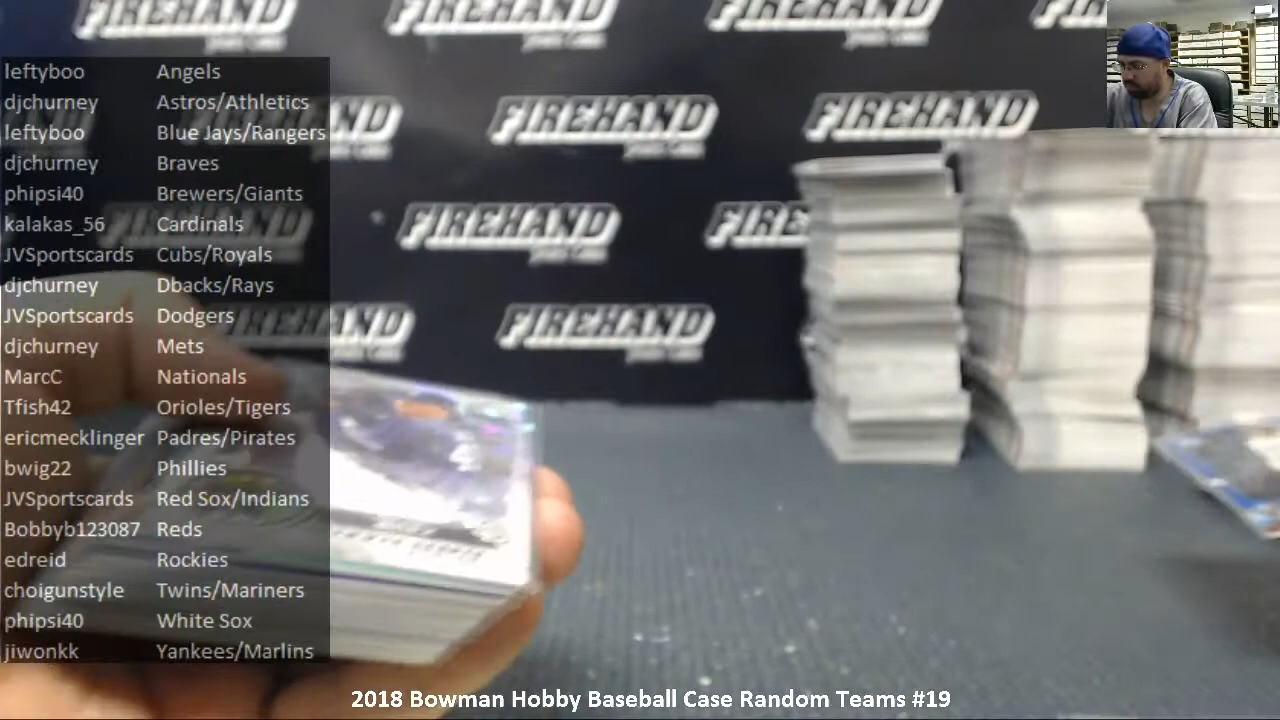 FIREHAND FIREHAND FIREHAND
leftyboo Angels
djchurney Astros/Athletics
FIREHAND FIREHAND
leftyboo Blue Jays/Rangers
djchurney Braves
phipsi40 Brewers/Giants
kalakas_56 Cardinals
FIREHAND
JVSportscards Cubs/Royals
djchurney Dbacks/Rays
JVSportscards Dodgers
FIREHAND
djchurney Mets
MarcC Nationals
Tfish42 Orioles/Tigers
ericmecklinger Padres/Pirates
bwig22 Phillies
JVSportscards Red Sox/Indians
Bobbyb123087 Reds
edreid Rockies
choigunstyle Twins/Mariners
phipsi40 White Sox
jiwonkk Yankees/Marlins
2018 Bowman Hobby Baseball Case Random Teams #19